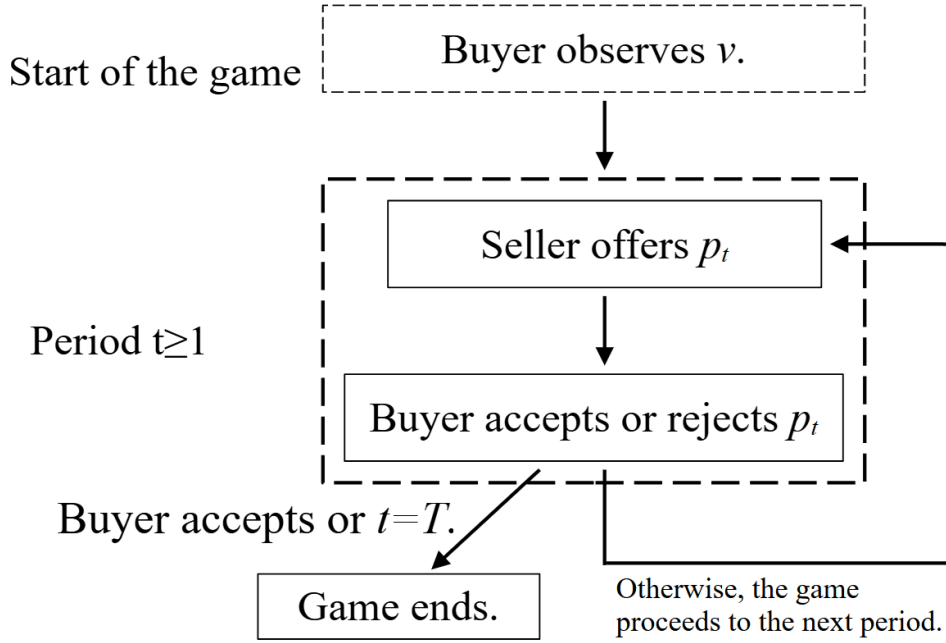 Buyer observes v.
Start of the game
Seller offers pₜ
Period t≥1
Buyer accepts or rejects pₜ
Buyer accepts or t=T.
Game ends.
Otherwise, the game
proceeds to the next period.